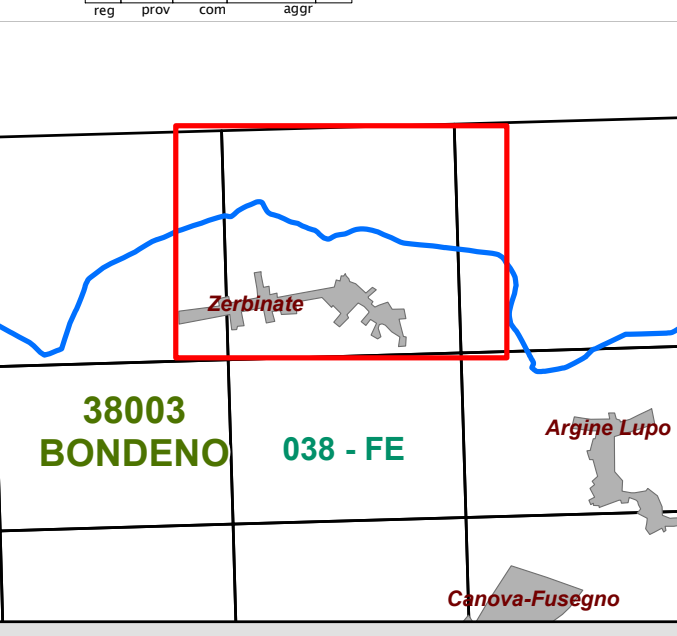 reg prov com aggr
Zerbinate
38003
BONDENO
038 - FE
Argine Lupo
Canova-Fusegno